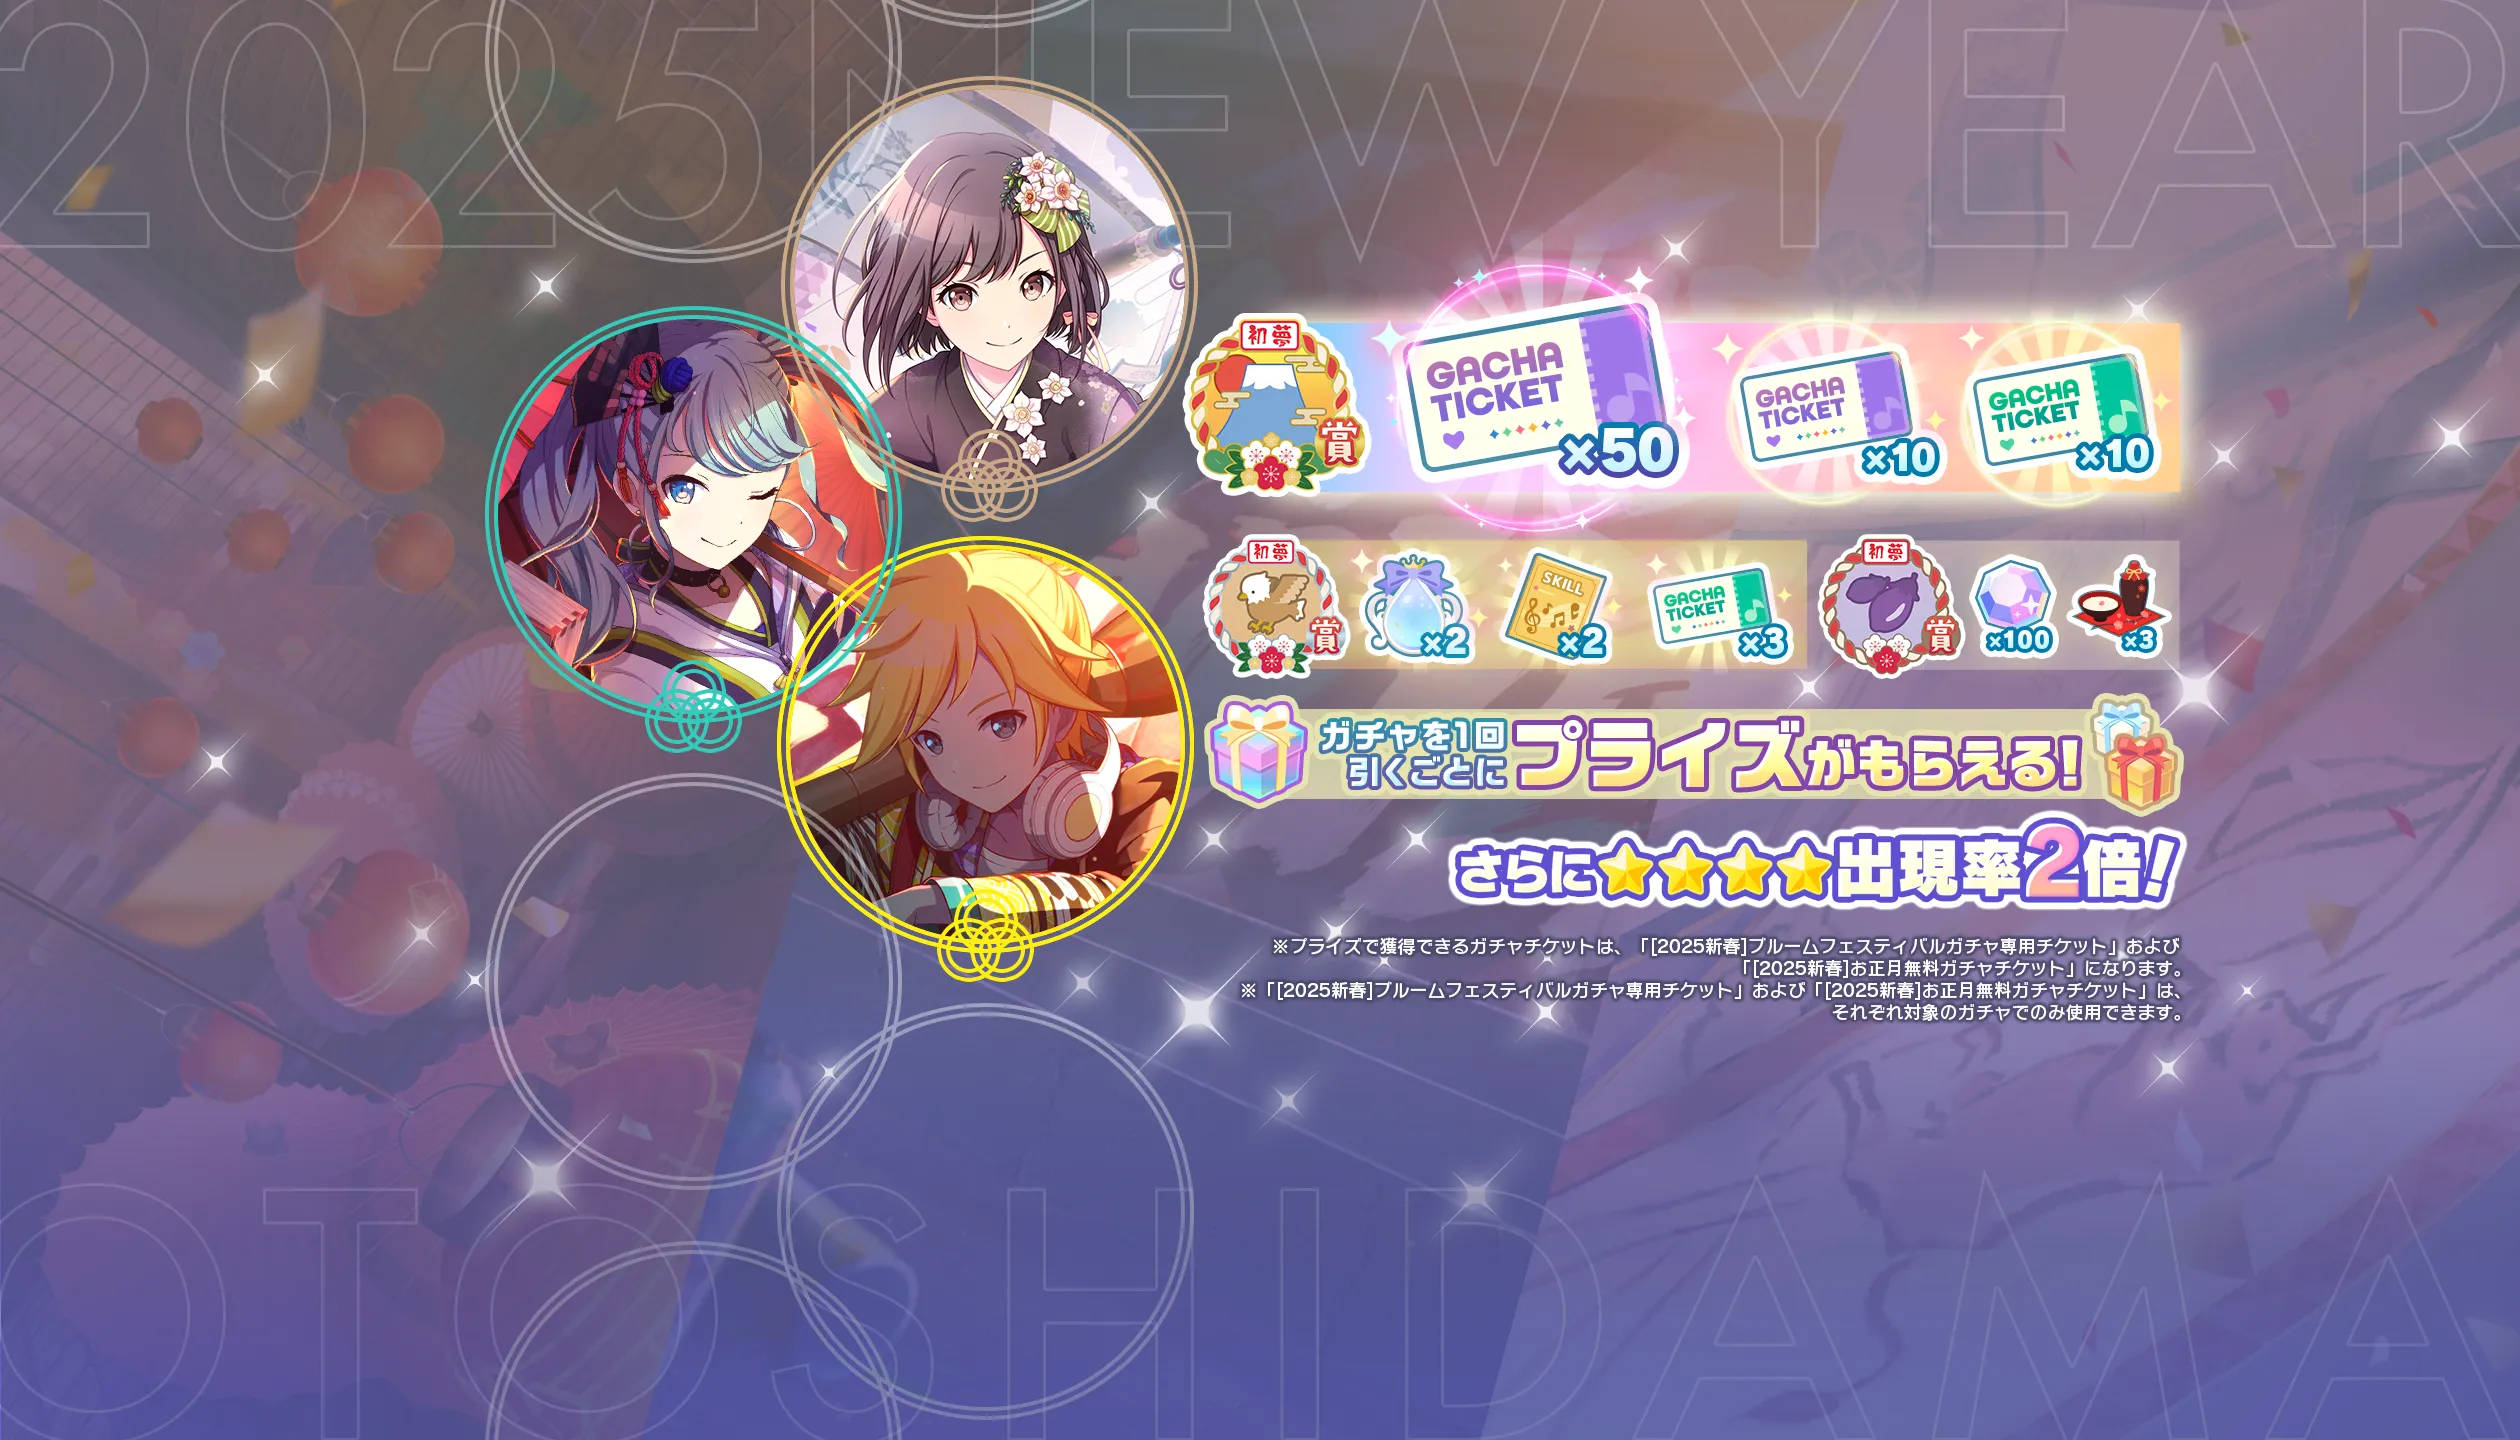 2025 NEW YEAR
初夢
賞
GACHA
TICKET
×50
GACHA
TICKET
×10
GACHA
TICKET
×10
初夢
賞
×2
SKILL
×2
GACHA
TICKET
×3
初夢
賞
×100
×3
ガチャを1回
引くごとに
プライズがもらえる!
さらに★★★★出現率2倍!
※プライズで獲得できるガチャチケットは、「[2025新春]ブルームフェスティバルガチャ専用チケット」および
「[2025新春]お正月無料ガチャチケット」になります。
※「[2025新春]ブルームフェスティバルガチャ専用チケット」および「[2025新春]お正月無料ガチャチケット」は、
それぞれ対象のガチャでのみ使用できます。
OTOSHIDAMA